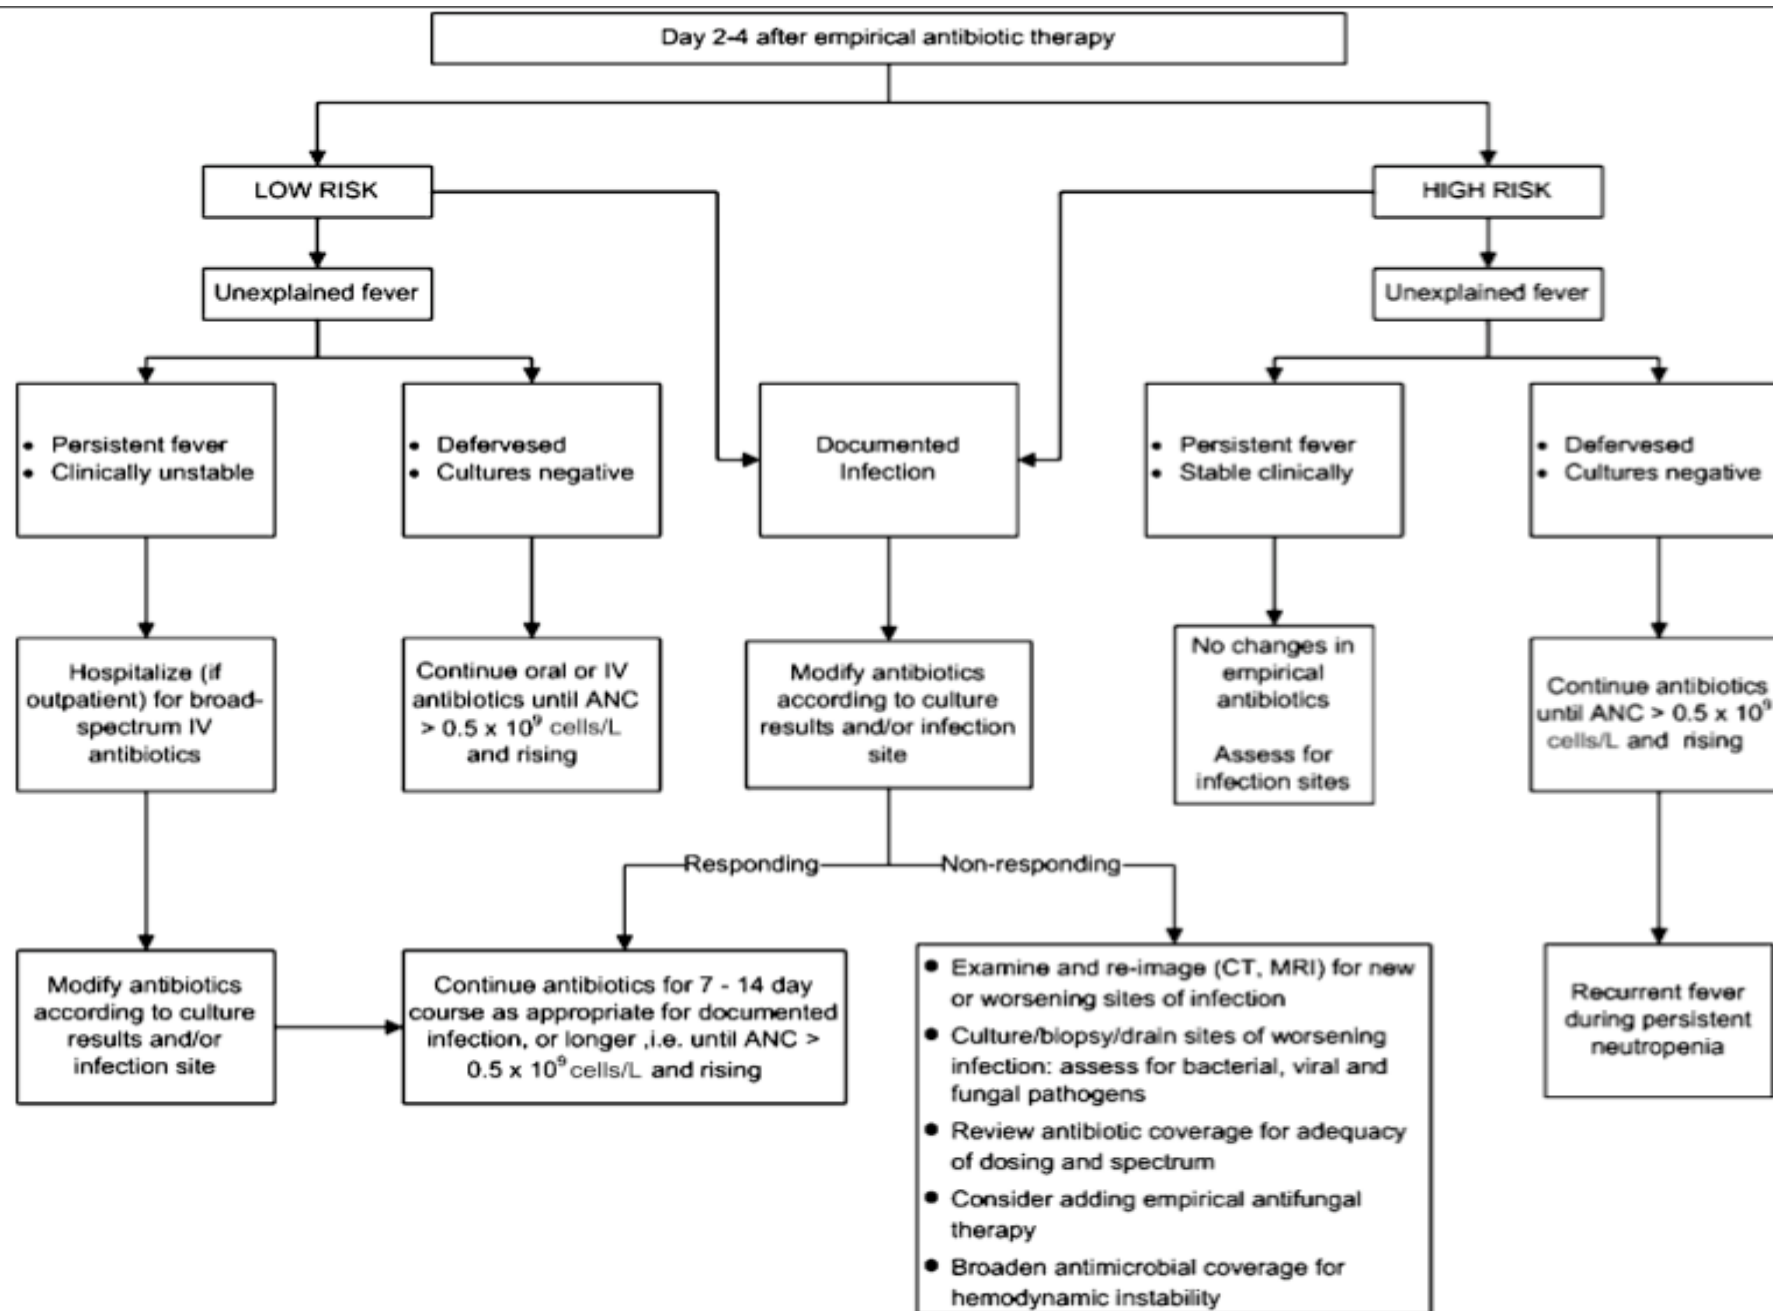 Day 2-4 after empirical antibiotic therapy
LOW RISK
HIGH RISK
Unexplained fever
Unexplained fever
• Persistent fever
• Clinically unstable
• Defervesed
• Cultures negative
Documented
Infection
• Persistent fever
• Stable clinically
• Defervesed
• Cultures negative
Hospitalize (if
outpatient) for broad-
spectrum IV
antibiotics
Continue oral or IV
antibiotics until ANC
> 0.5 x 10⁹ cells/L
and rising
Modify antibiotics
according to culture
results and/or infection
site
No changes in
empirical
antibiotics
Assess for
infection sites
Continue antibiotics
until ANC > 0.5 x 10⁹
cells/L and rising
Responding
Non-responding
Modify antibiotics
according to culture
results and/or
infection site
Continue antibiotics for 7 - 14 day
course as appropriate for documented
infection, or longer ,i.e. until ANC >
0.5 x 10⁹ cells/L and rising
• Examine and re-image (CT, MRI) for new
or worsening sites of infection
• Culture/biopsy/drain sites of worsening
infection: assess for bacterial, viral and
fungal pathogens
• Review antibiotic coverage for adequacy
of dosing and spectrum
• Consider adding empirical antifungal
therapy
• Broaden antimicrobial coverage for
hemodynamic instability
Recurrent fever
during persistent
neutropenia